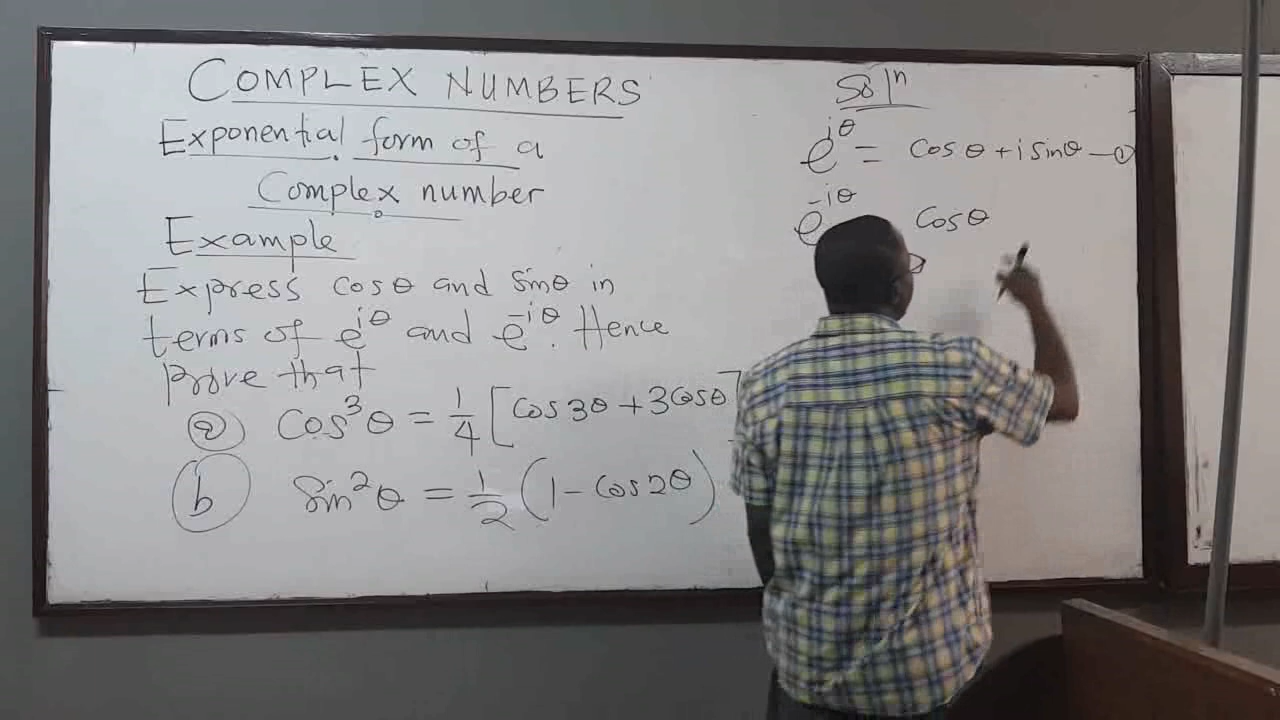 COMPLEX NUMBERS
Exponential form of a
Complex number
Example
Express cosθ and sinθ in
terms of e^{iθ} and e^{-iθ}. Hence
Prove that
(a) Cos³θ = 1/4 [cos3θ + 3cosθ]
(b) Sin²θ = 1/2 (1 - cos2θ)
Solⁿ
e^{iθ} = cosθ + i sinθ — ①
e^{-iθ} Cosθ